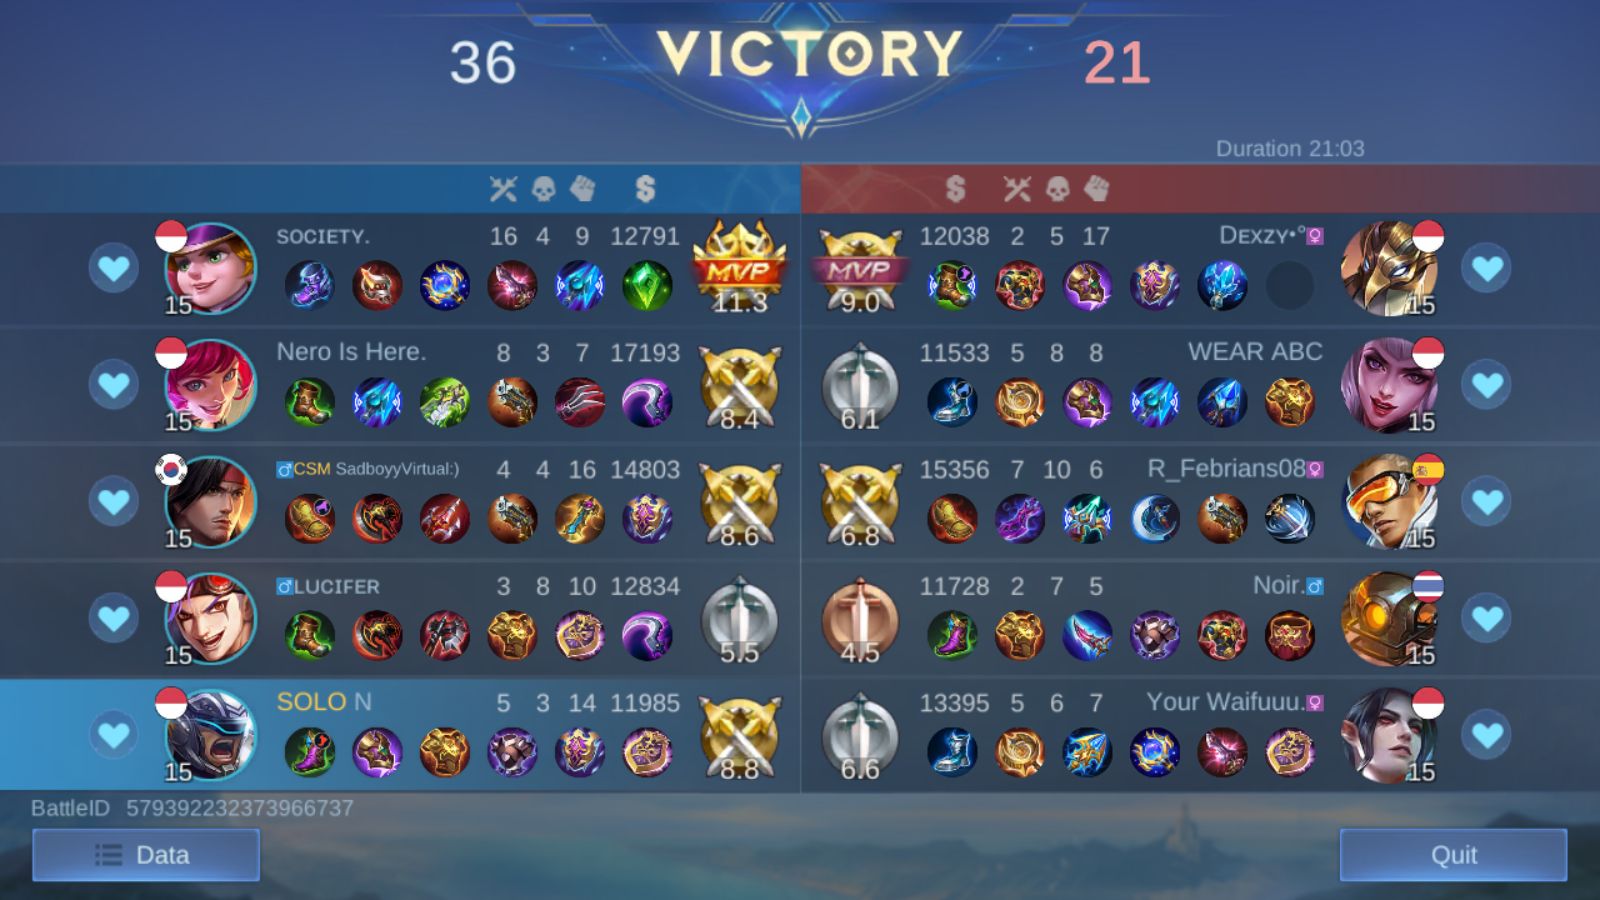 36 VICTORY 21
Duration 21:03
SOCIETY. 16 4 9 12791 MVP 11.3 15
MVP 9.0 12038 2 5 17 DEXZY•° 15
Nero Is Here. 8 3 7 17193 8.4 15
6.1 11533 5 8 8 WEAR ABC 15
CSM SadboyyVirtual:) 4 4 16 14803 8.6 15
6.8 15356 7 10 6 R_Febrians08 15
LUCIFER 3 8 10 12834 5.5 15
4.5 11728 2 7 5 Noir. 15
SOLO N 5 3 14 11985 8.8 15
6.6 13395 5 6 7 Your Waifuuu. 15
BattleID 579392232373966737
Data
Quit